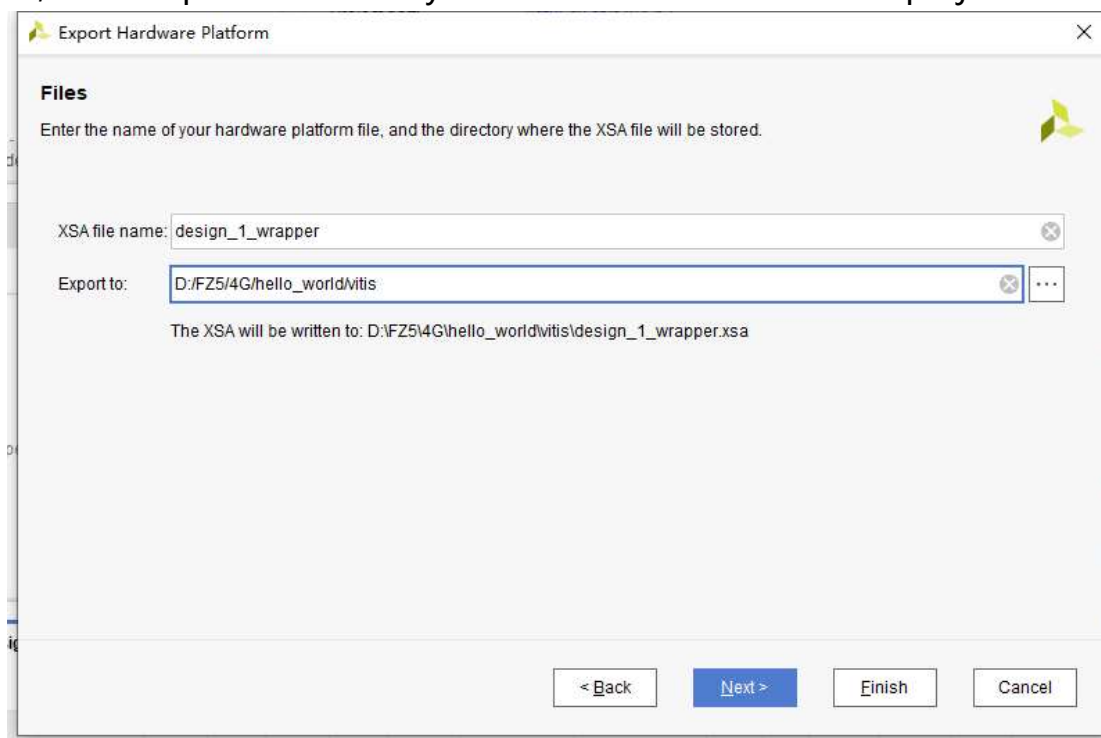 Export Hardware Platform
Files
Enter the name of your hardware platform file, and the directory where the XSA file will be stored.
XSA file name: design_1_wrapper
Export to: D:/FZ5/4G/hello_world/vitis
The XSA will be written to: D:\FZ5\4G\hello_world\vitis\design_1_wrapper.xsa
< Back Next > Finish Cancel